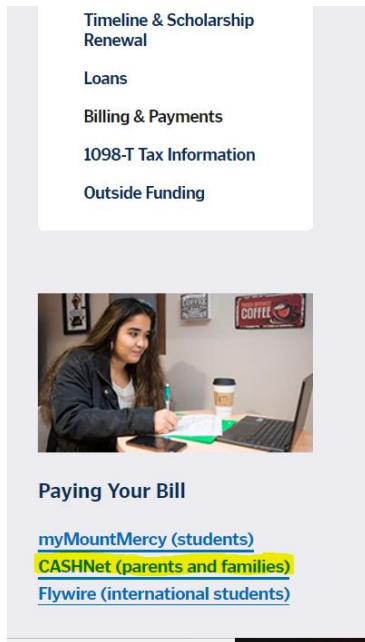 Timeline & Scholarship
Renewal
Loans
Billing & Payments
1098-T Tax Information
Outside Funding
COFFEE
Paying Your Bill
myMountMercy (students)
CASHNet (parents and families)
Flywire (international students)